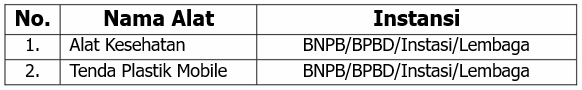 No. Nama Alat Instansi
1. Alat Kesehatan BNPB/BPBD/Instasi/Lembaga
2. Tenda Plastik Mobile BNPB/BPBD/Instasi/Lembaga